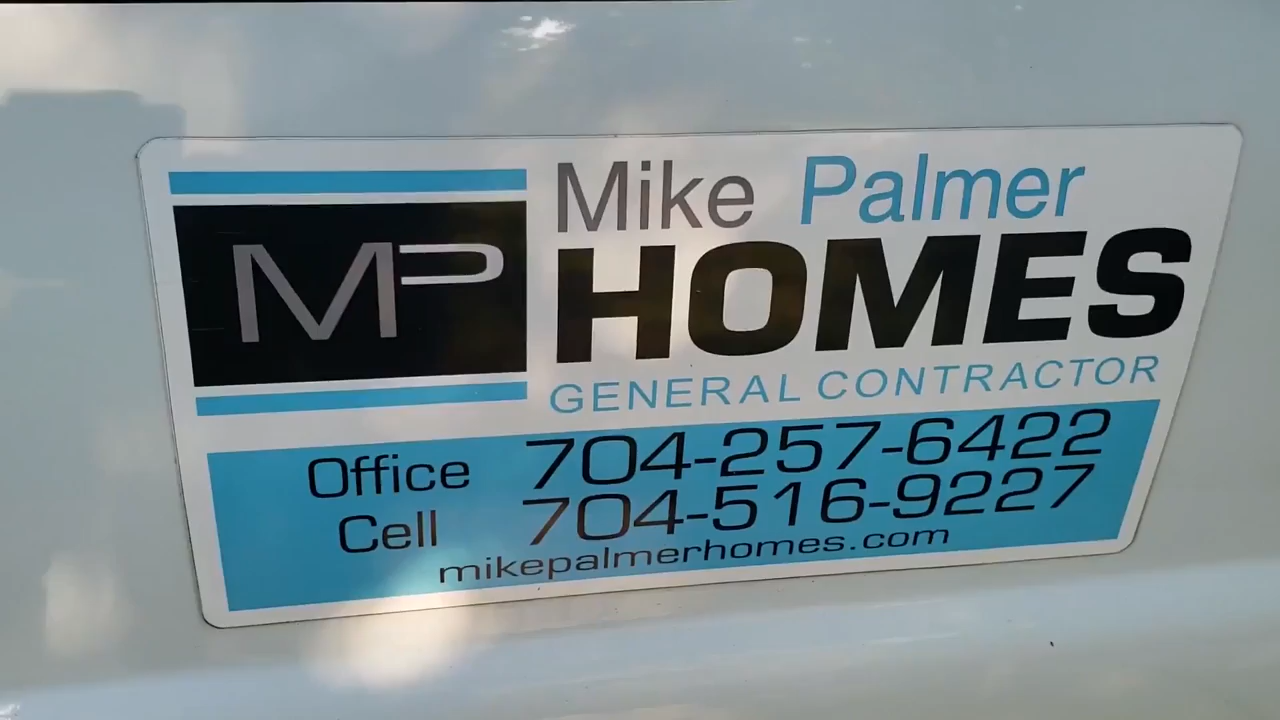 MP
Mike Palmer
HOMES
GENERAL CONTRACTOR
Office 704-257-6422
Cell 704-516-9227
mikepalmerhomes.com